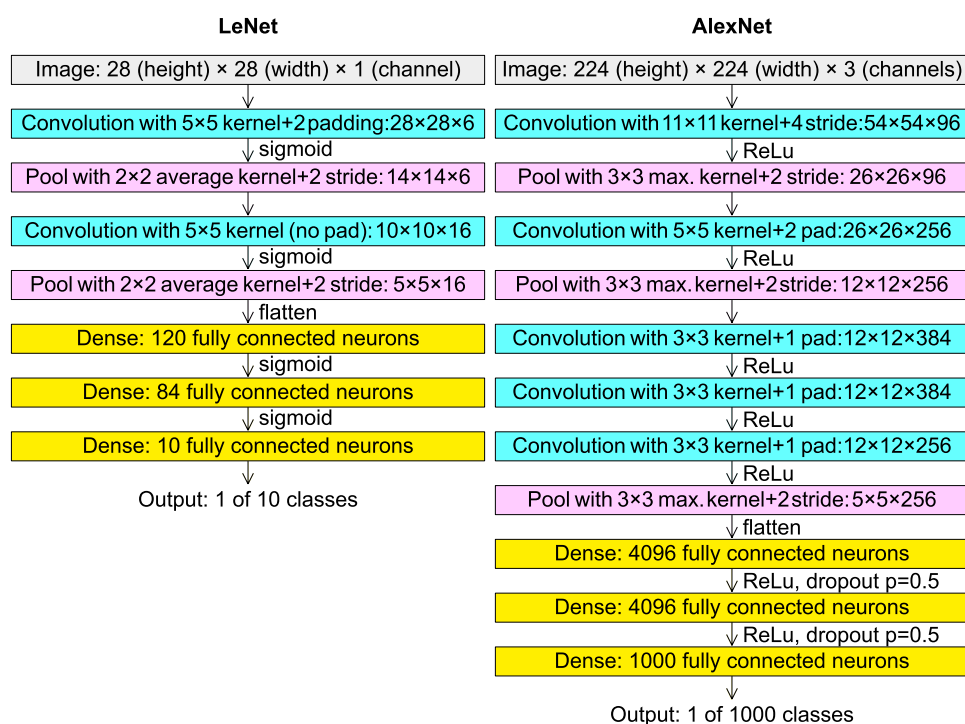 LeNet
Image: 28 (height) × 28 (width) × 1 (channel)
Convolution with 5×5 kernel+2 padding:28×28×6
sigmoid
Pool with 2×2 average kernel+2 stride: 14×14×6
Convolution with 5×5 kernel (no pad): 10×10×16
sigmoid
Pool with 2×2 average kernel+2 stride: 5×5×16
flatten
Dense: 120 fully connected neurons
sigmoid
Dense: 84 fully connected neurons
sigmoid
Dense: 10 fully connected neurons
Output: 1 of 10 classes
AlexNet
Image: 224 (height) × 224 (width) × 3 (channels)
Convolution with 11×11 kernel+4 stride:54×54×96
ReLu
Pool with 3×3 max. kernel+2 stride: 26×26×96
Convolution with 5×5 kernel+2 pad:26×26×256
ReLu
Pool with 3×3 max. kernel+2 stride: 12×12×256
Convolution with 3×3 kernel+1 pad:12×12×384
ReLu
Convolution with 3×3 kernel+1 pad:12×12×384
ReLu
Convolution with 3×3 kernel+1 pad:12×12×256
ReLu
Pool with 3×3 max. kernel+2 stride: 5×5×256
flatten
Dense: 4096 fully connected neurons
ReLu, dropout p=0.5
Dense: 4096 fully connected neurons
ReLu, dropout p=0.5
Dense: 1000 fully connected neurons
Output: 1 of 1000 classes